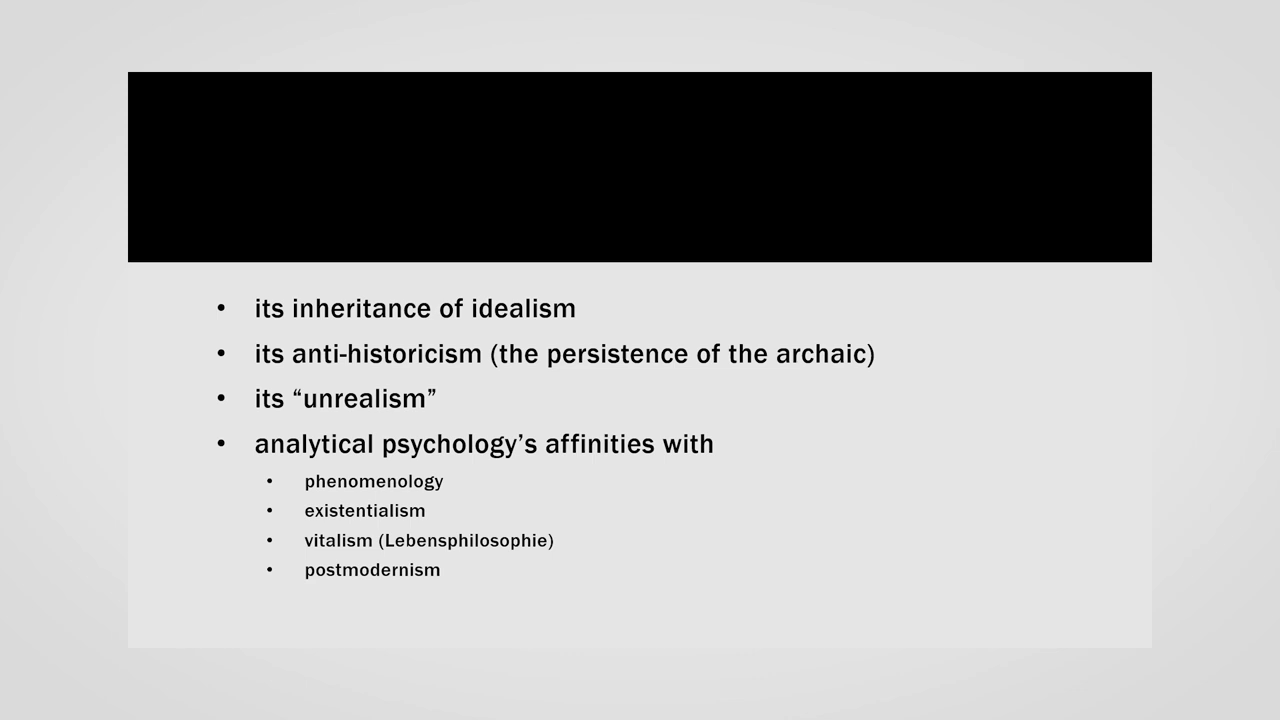 • its inheritance of idealism
• its anti-historicism (the persistence of the archaic)
• its “unrealism”
• analytical psychology’s affinities with
• phenomenology
• existentialism
• vitalism (Lebensphilosophie)
• postmodernism